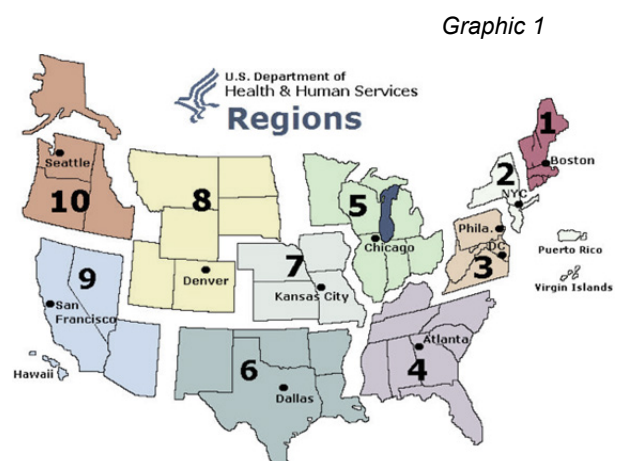 Graphic 1
U.S. Department of
Health & Human Services
Regions
1
Boston
2
NYC
Seattle
10
8
5
Chicago
Phila.
DC
3
Puerto Rico
Virgin Islands
9
San
Francisco
Denver
7
Kansas City
Hawaii
6
Dallas
Atlanta
4